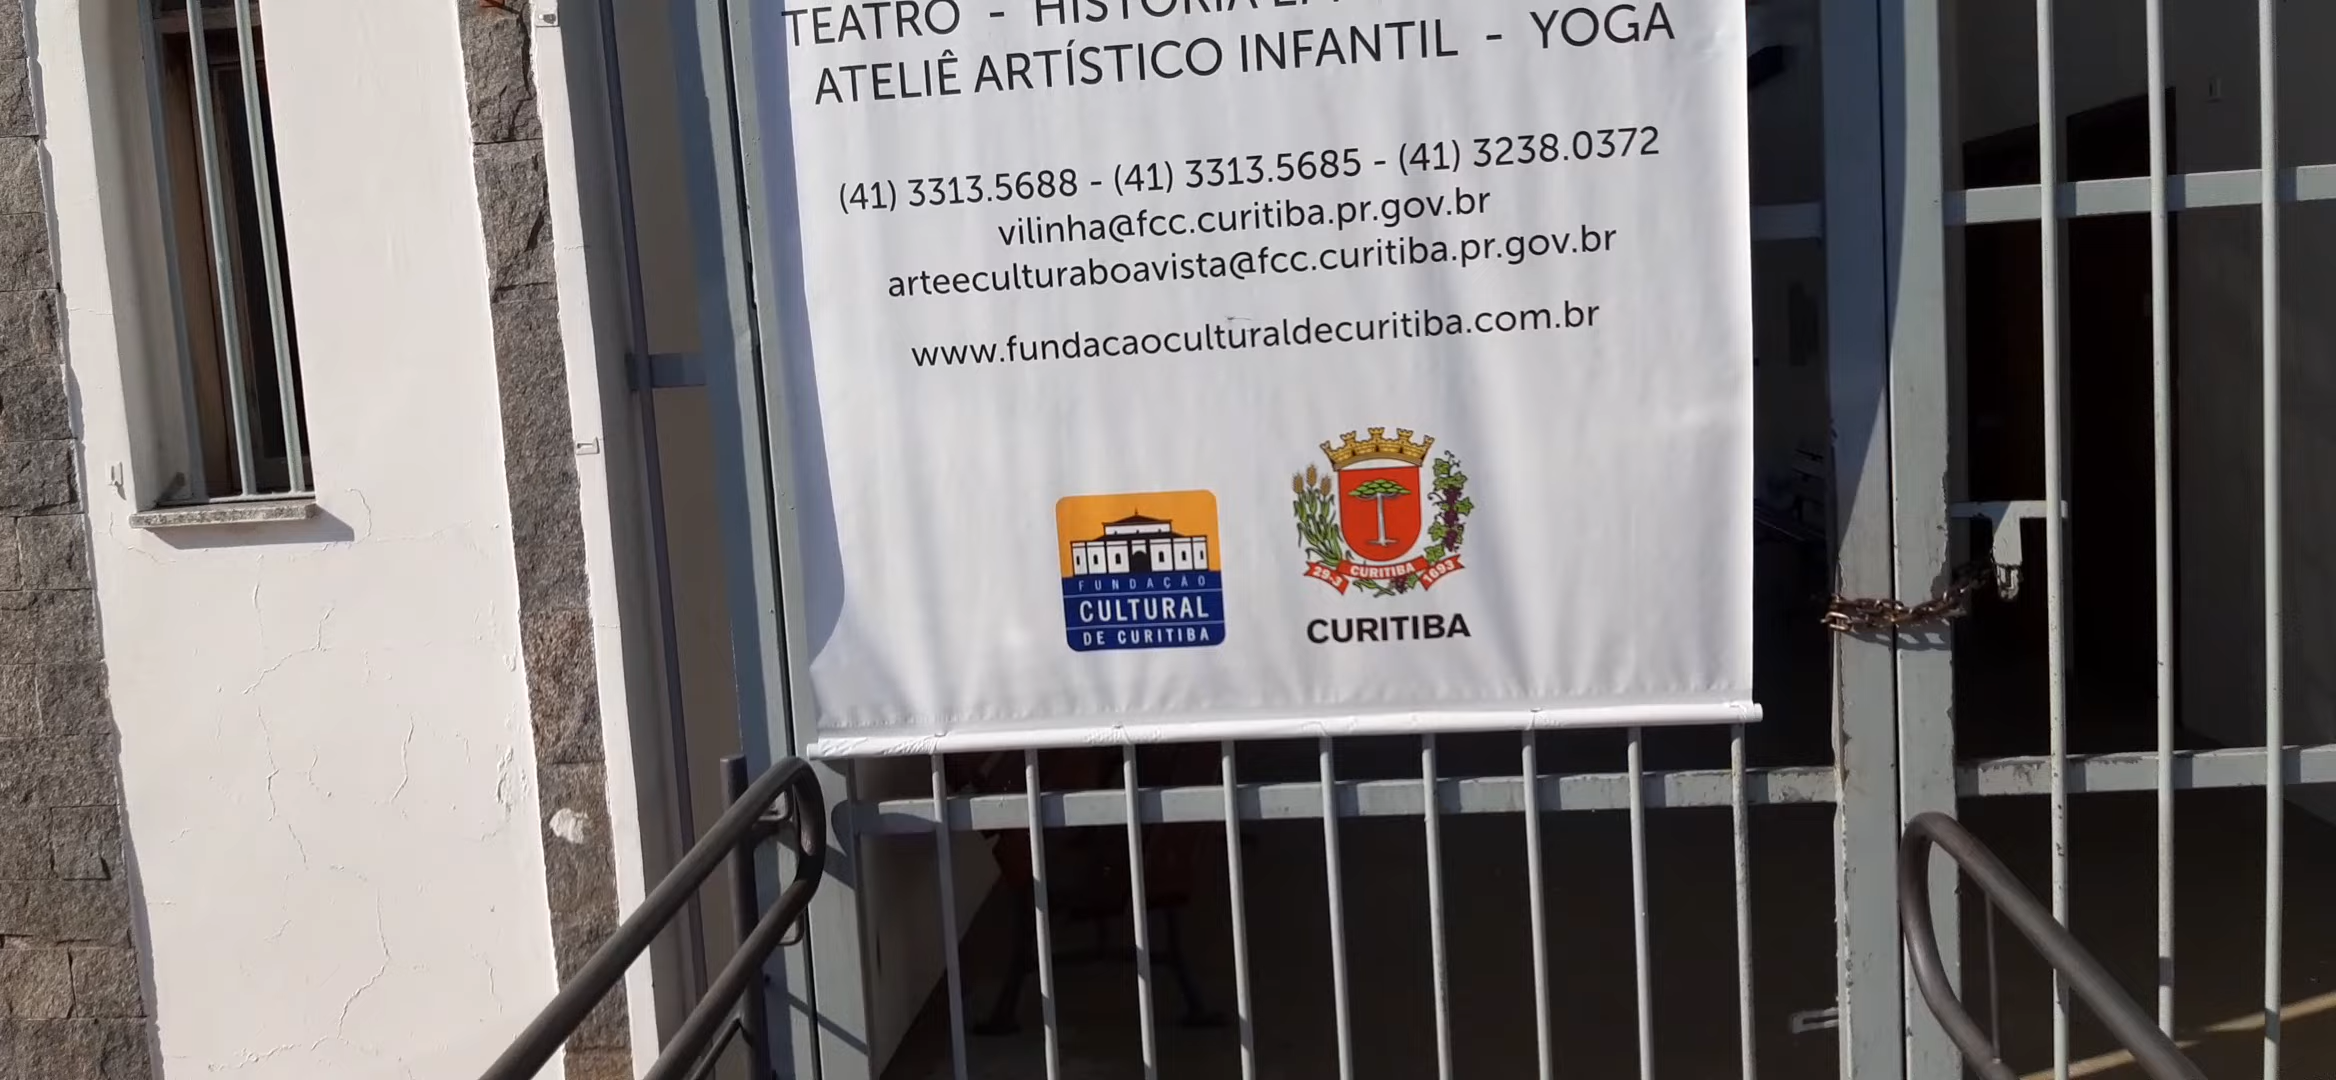 TEATRO - HISTÓRIA
ATELIÊ ARTÍSTICO INFANTIL - YOGA
(41) 3313.5688 - (41) 3313.5685 - (41) 3238.0372
vilinha@fcc.curitiba.pr.gov.br
arteeculturaboavista@fcc.curitiba.pr.gov.br
www.fundacaoculturaldecuritiba.com.br
FUNDAÇÃO
CULTURAL
DE CURITIBA
29-3 CURITIBA 1693
CURITIBA